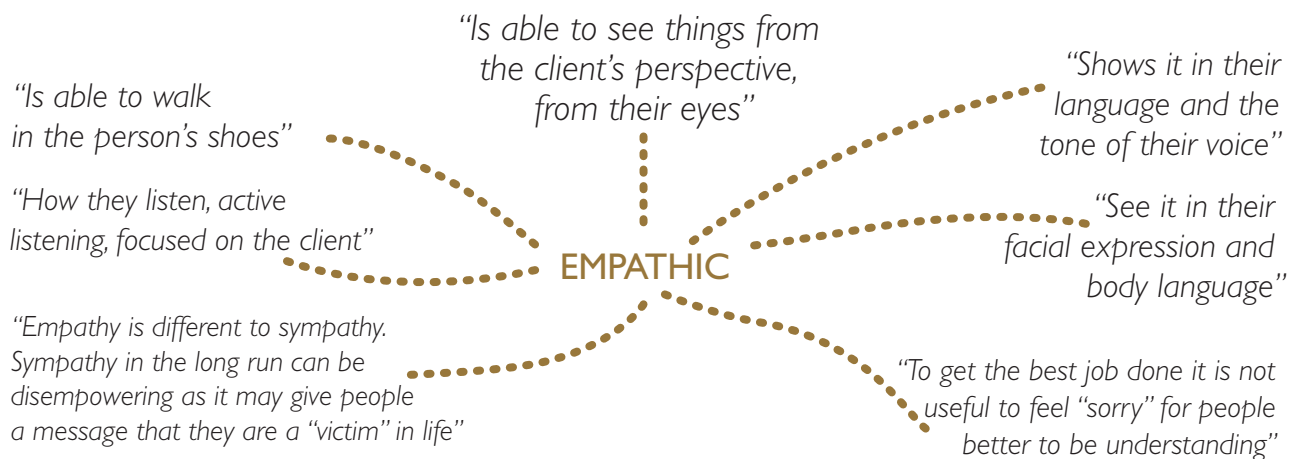 “Is able to see things from
the client’s perspective,
from their eyes”
“Is able to walk
in the person’s shoes”
“Shows it in their
language and the
tone of their voice”
“How they listen, active
listening, focused on the client”
“See it in their
facial expression and
body language”
EMPATHIC
“Empathy is different to sympathy.
Sympathy in the long run can be
disempowering as it may give people
a message that they are a “victim” in life”
“To get the best job done it is not
useful to feel “sorry” for people
better to be understanding”